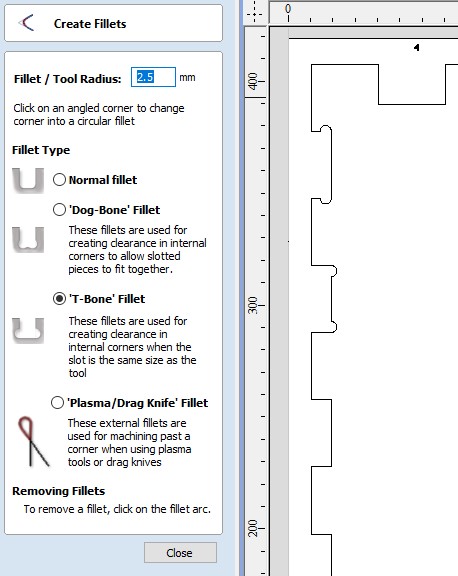 Create Fillets
Fillet / Tool Radius: 2.5 mm
Click on an angled corner to change
corner into a circular fillet
Fillet Type
Normal fillet
'Dog-Bone' Fillet
These fillets are used for
creating clearance in internal
corners to allow slotted
pieces to fit together.
'T-Bone' Fillet
These fillets are used for
creating clearance in
internal corners when the
slot is the same size as the
tool
'Plasma/Drag Knife' Fillet
These external fillets are
used for machining past a
corner when using plasma
tools or drag knives
Removing Fillets
To remove a fillet, click on the fillet arc.
Close
0
4
400
300
200